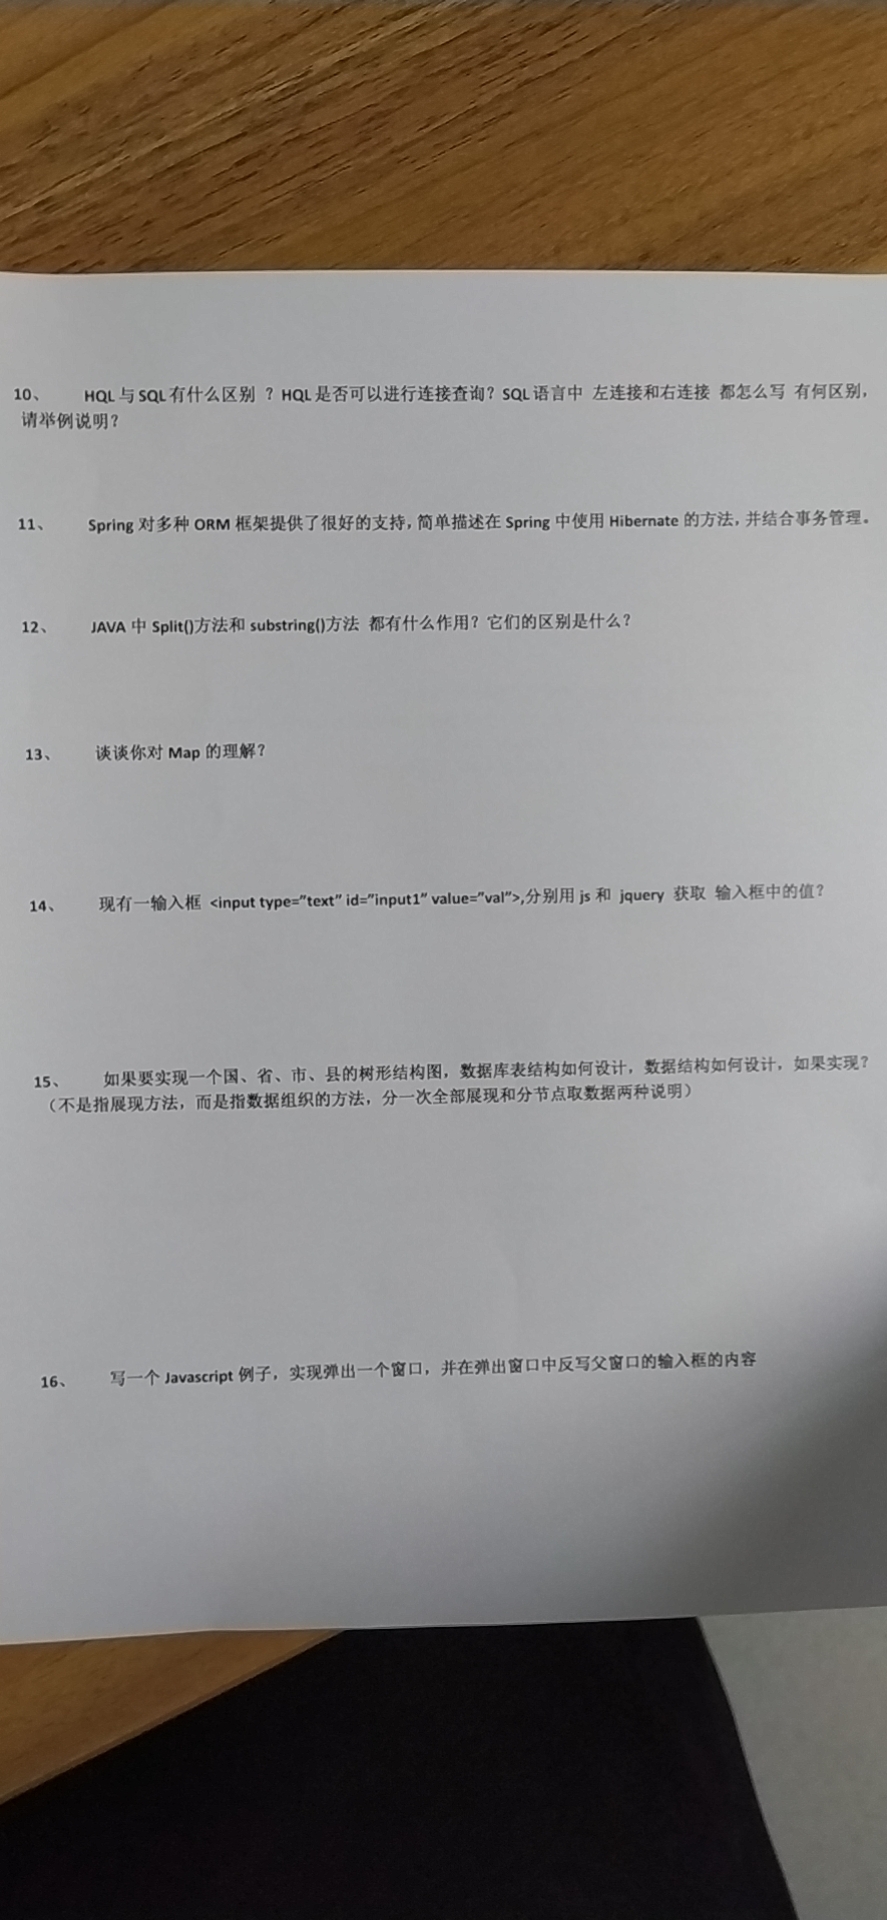 10、 HQL 与 SQL 有什么区别 ？HQL 是否可以进行连接查询？SQL 语言中 左连接和右连接 都怎么写 有何区别，
请举例说明？
11、 Spring 对多种 ORM 框架提供了很好的支持，简单描述在 Spring 中使用 Hibernate 的方法，并结合事务管理。
12、 JAVA 中 Split()方法和 substring()方法 都有什么作用？它们的区别是什么？
13、 谈谈你对 Map 的理解？
14、 现有一输入框 <input type=”text” id=”input1” value=”val”>,分别用 js 和 jquery 获取 输入框中的值？
15、 如果要实现一个国、省、市、县的树形结构图，数据库表结构如何设计，数据结构如何设计，如果实现？
（不是指展现方法，而是指数据组织的方法，分一次全部展现和分节点取数据两种说明）
16、 写一个 Javascript 例子，实现弹出一个窗口，并在弹出窗口中反写父窗口的输入框的内容